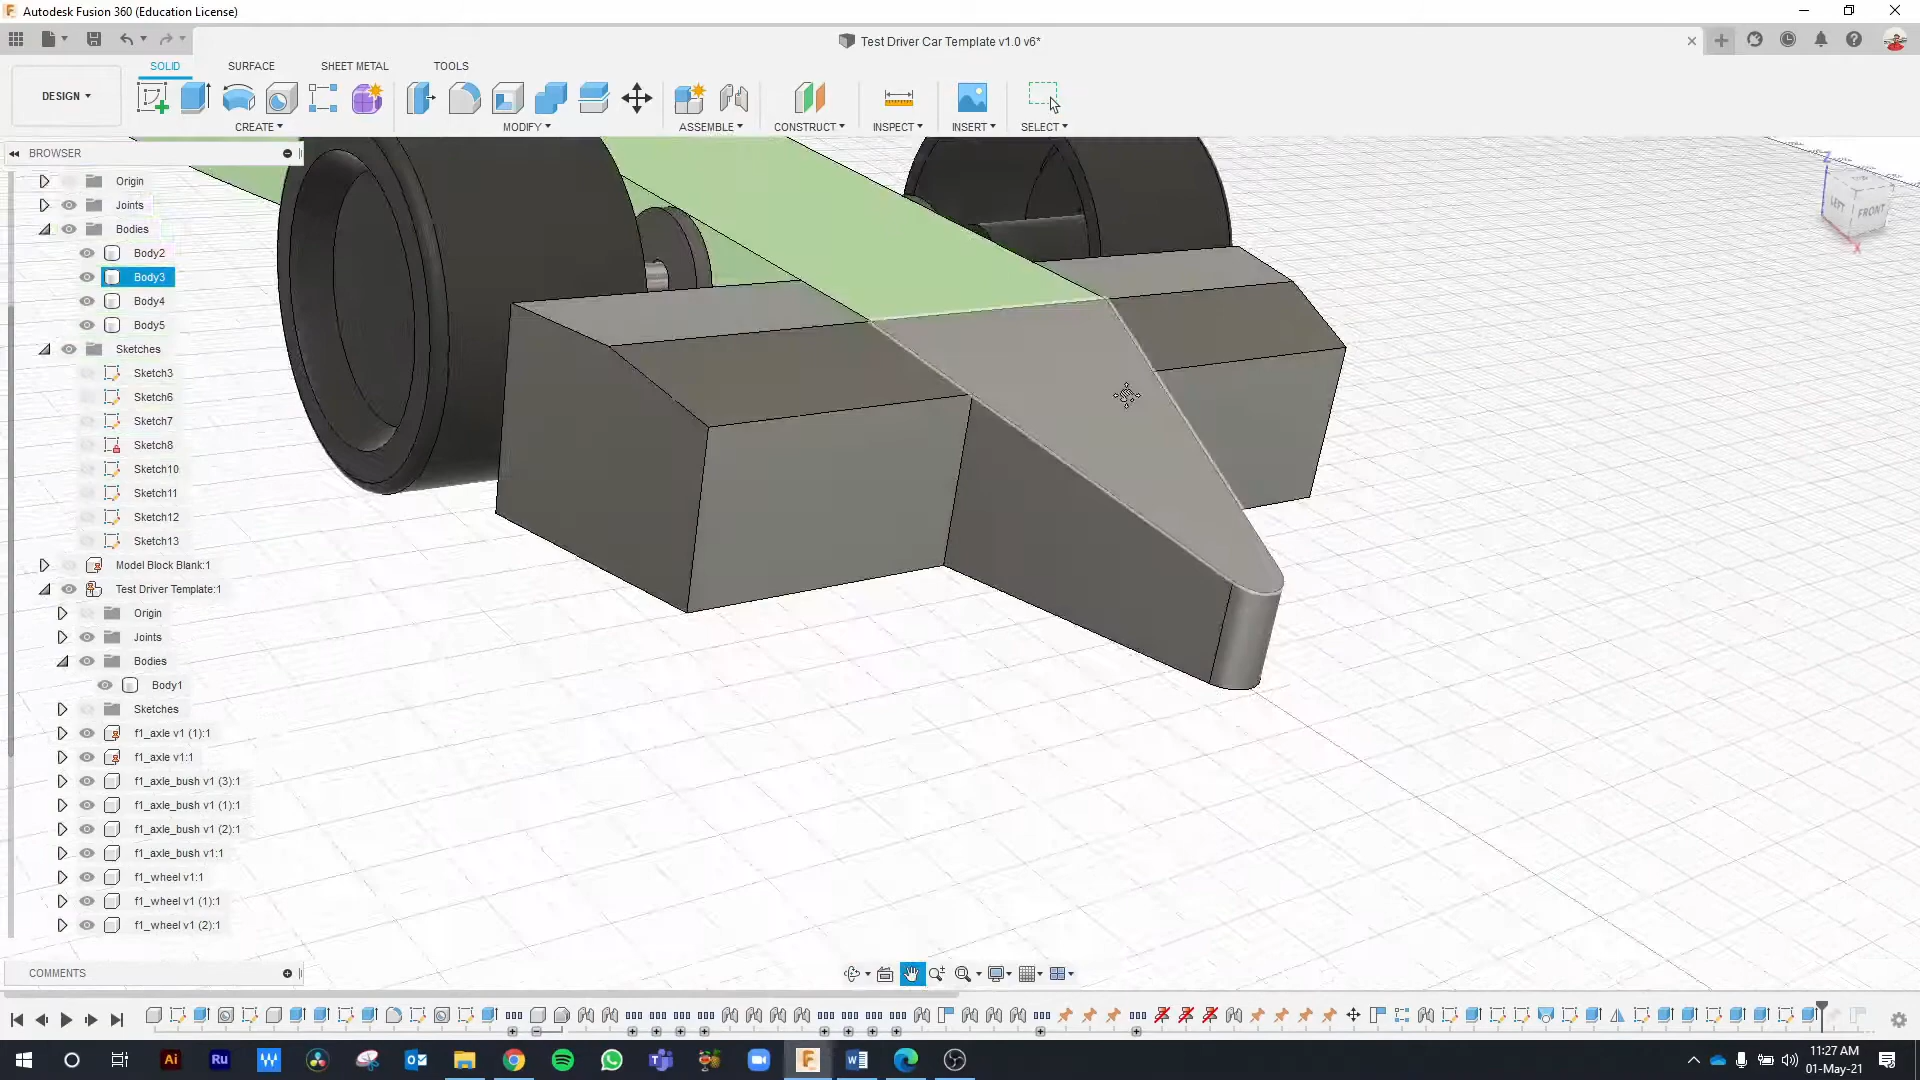 Autodesk Fusion 360 (Education License)
Test Driver Car Template v1.0 v6*
SOLID SURFACE SHEET METAL TOOLS
DESIGN
CREATE MODIFY ASSEMBLE CONSTRUCT INSPECT INSERT SELECT
BROWSER
Origin
Joints
Bodies
Body2
Body3
Body4
Body5
Sketches
Sketch3
Sketch6
Sketch7
Sketch8
Sketch10
Sketch11
Sketch12
Sketch13
Model Block Blank:1
Test Driver Template:1
Origin
Joints
Bodies
Body1
Sketches
f1_axle v1 (1):1
f1_axle v1:1
f1_axle_bush v1 (3):1
f1_axle_bush v1 (1):1
f1_axle_bush v1 (2):1
f1_axle_bush v1:1
f1_wheel v1:1
f1_wheel v1 (1):1
f1_wheel v1 (2):1
Z
LEFT FRONT
X
COMMENTS
Ai Ru
11:27 AM
01-May-21